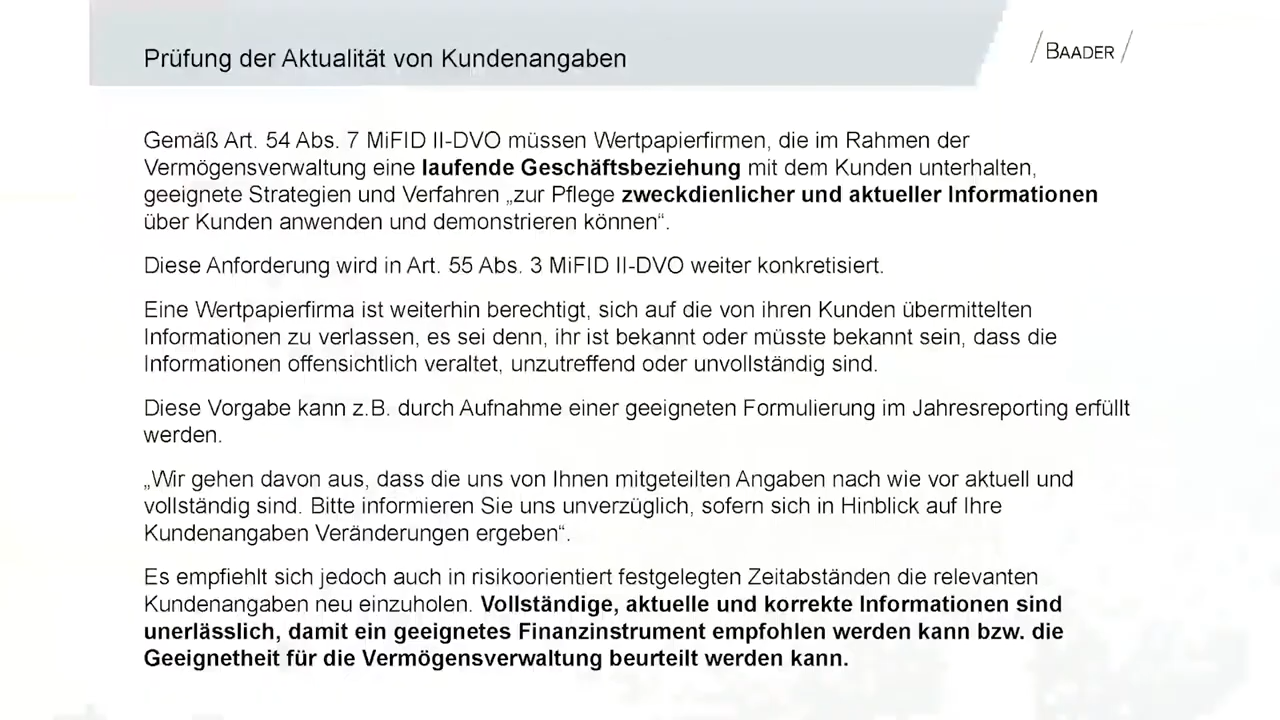 Prüfung der Aktualität von Kundenangaben
/ BAADER /
Gemäß Art. 54 Abs. 7 MiFID II-DVO müssen Wertpapierfirmen, die im Rahmen der
Vermögensverwaltung eine laufende Geschäftsbeziehung mit dem Kunden unterhalten,
geeignete Strategien und Verfahren „zur Pflege zweckdienlicher und aktueller Informationen
über Kunden anwenden und demonstrieren können“.
Diese Anforderung wird in Art. 55 Abs. 3 MiFID II-DVO weiter konkretisiert.
Eine Wertpapierfirma ist weiterhin berechtigt, sich auf die von ihren Kunden übermittelten
Informationen zu verlassen, es sei denn, ihr ist bekannt oder müsste bekannt sein, dass die
Informationen offensichtlich veraltet, unzutreffend oder unvollständig sind.
Diese Vorgabe kann z.B. durch Aufnahme einer geeigneten Formulierung im Jahresreporting erfüllt
werden.
„Wir gehen davon aus, dass die uns von Ihnen mitgeteilten Angaben nach wie vor aktuell und
vollständig sind. Bitte informieren Sie uns unverzüglich, sofern sich in Hinblick auf Ihre
Kundenangaben Veränderungen ergeben“.
Es empfiehlt sich jedoch auch in risikoorientiert festgelegten Zeitabständen die relevanten
Kundenangaben neu einzuholen. Vollständige, aktuelle und korrekte Informationen sind
unerlässlich, damit ein geeignetes Finanzinstrument empfohlen werden kann bzw. die
Geeignetheit für die Vermögensverwaltung beurteilt werden kann.